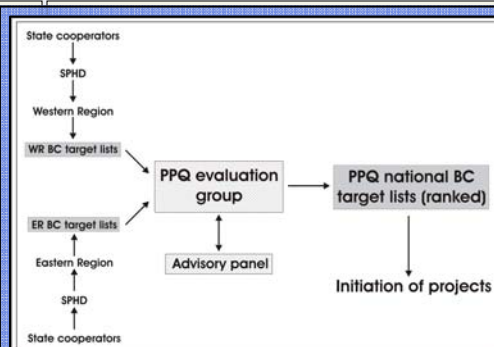 State cooperators
SPHD
Western Region
WR BC target lists
PPQ evaluation
group
PPQ national BC
target lists (ranked)
ER BC target lists
Advisory panel
Eastern Region
Initiation of projects
SPHD
State cooperators